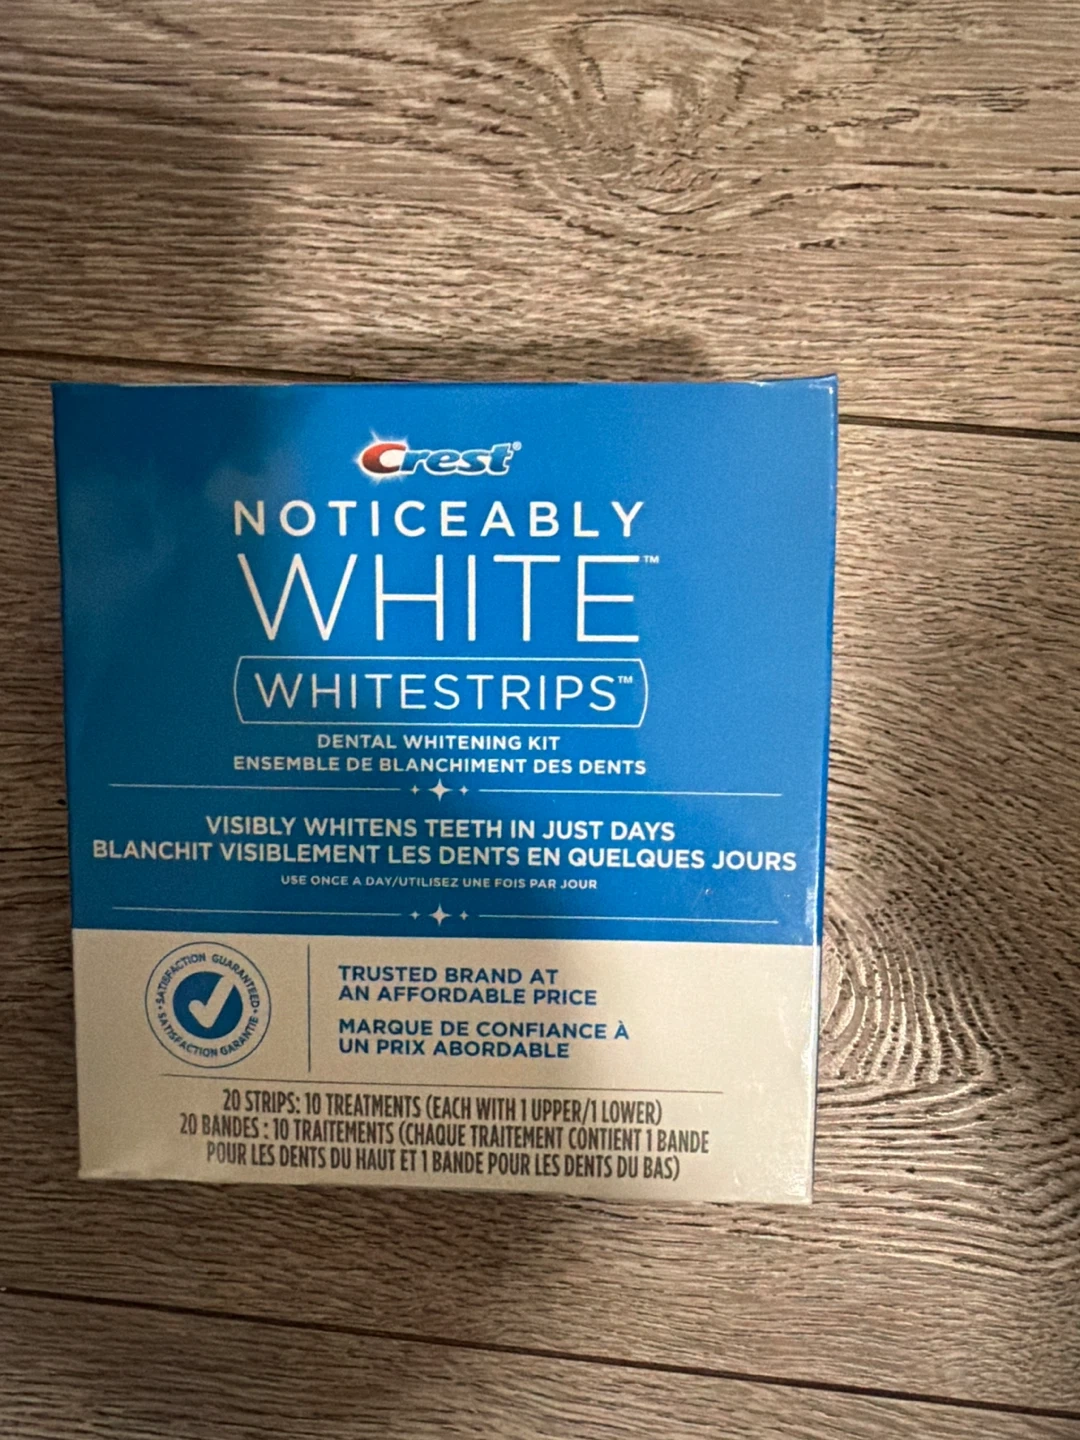 Crest®
NOTICEABLY
WHITE™
WHITESTRIPS™
DENTAL WHITENING KIT
ENSEMBLE DE BLANCHIMENT DES DENTS
VISIBLY WHITENS TEETH IN JUST DAYS
BLANCHIT VISIBLEMENT LES DENTS EN QUELQUES JOURS
USE ONCE A DAY/UTILISEZ UNE FOIS PAR JOUR
SATISFACTION GUARANTEED
SATISFACTION GARANTIE
TRUSTED BRAND AT
AN AFFORDABLE PRICE
MARQUE DE CONFIANCE À
UN PRIX ABORDABLE
20 STRIPS: 10 TREATMENTS (EACH WITH 1 UPPER/1 LOWER)
20 BANDES : 10 TRAITEMENTS (CHAQUE TRAITEMENT CONTIENT 1 BANDE
POUR LES DENTS DU HAUT ET 1 BANDE POUR LES DENTS DU BAS)